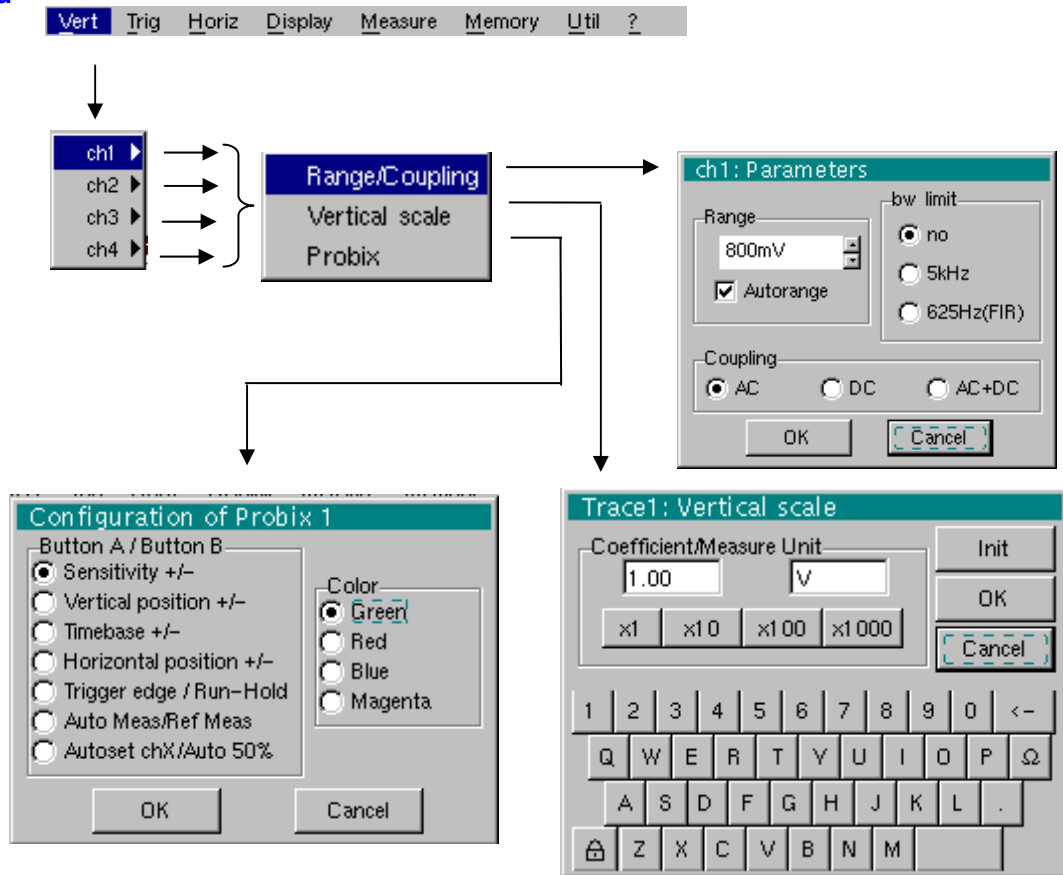 Vert Trig Horiz Display Measure Memory Util ?
ch1
ch2
ch3
ch4
Range/Coupling
Vertical scale
Probix
ch1: Parameters
Range
800mV
Autorange
bw limit
no
5kHz
625Hz(FIR)
Coupling
AC DC AC+DC
OK Cancel
Configuration of Probix 1
Button A / Button B
Sensitivity +/-
Vertical position +/-
Timebase +/-
Horizontal position +/-
Trigger edge / Run-Hold
Auto Meas/Ref Meas
Autoset chX/Auto 50%
Color
Green
Red
Blue
Magenta
OK Cancel
Trace1: Vertical scale
Coefficient/Measure Unit
1.00 V
x1 x10 x100 x1000
Init
OK
Cancel
1 2 3 4 5 6 7 8 9 0 <-
Q W E R T Y U I O P Ω
A S D F G H J K L .
Z X C V B N M